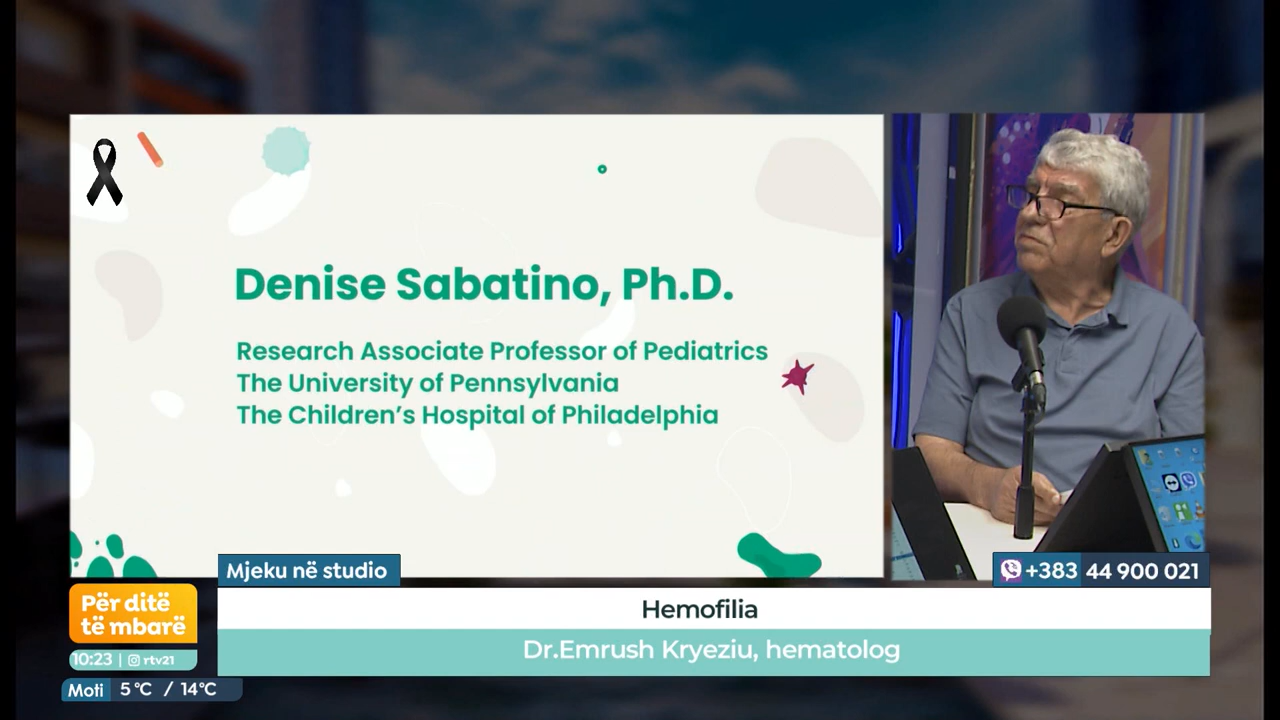 Denise Sabatino, Ph.D.
Research Associate Professor of Pediatrics
The University of Pennsylvania
The Children's Hospital of Philadelphia
Mjeku në studio
+383 44 900 021
Për ditë
të mbarë
Hemofilia
Dr.Emrush Kryeziu, hematolog
10:23 | rtv21
Moti 5°C / 14°C